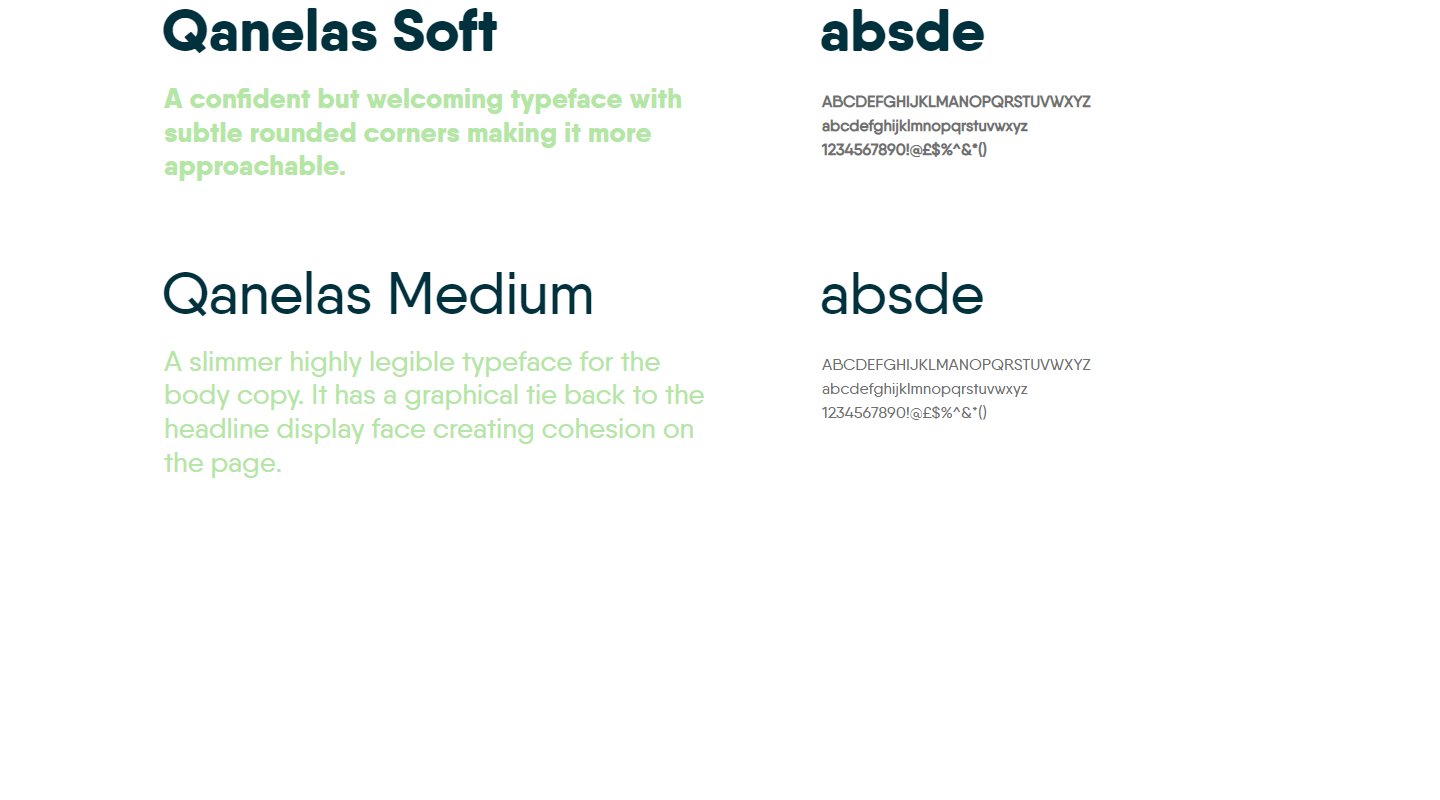 Qanelas Soft
A confident but welcoming typeface with
subtle rounded corners making it more
approachable.
absde
ABCDEFGHIJKLMANOPQRSTUVWXYZ
abcdefghijklmnopqrstuvwxyz
1234567890!@£$%^&*()
Qanelas Medium
A slimmer highly legible typeface for the
body copy. It has a graphical tie back to the
headline display face creating cohesion on
the page.
absde
ABCDEFGHIJKLMANOPQRSTUVWXYZ
abcdefghijklmnopqrstuvwxyz
1234567890!@£$%^&*()